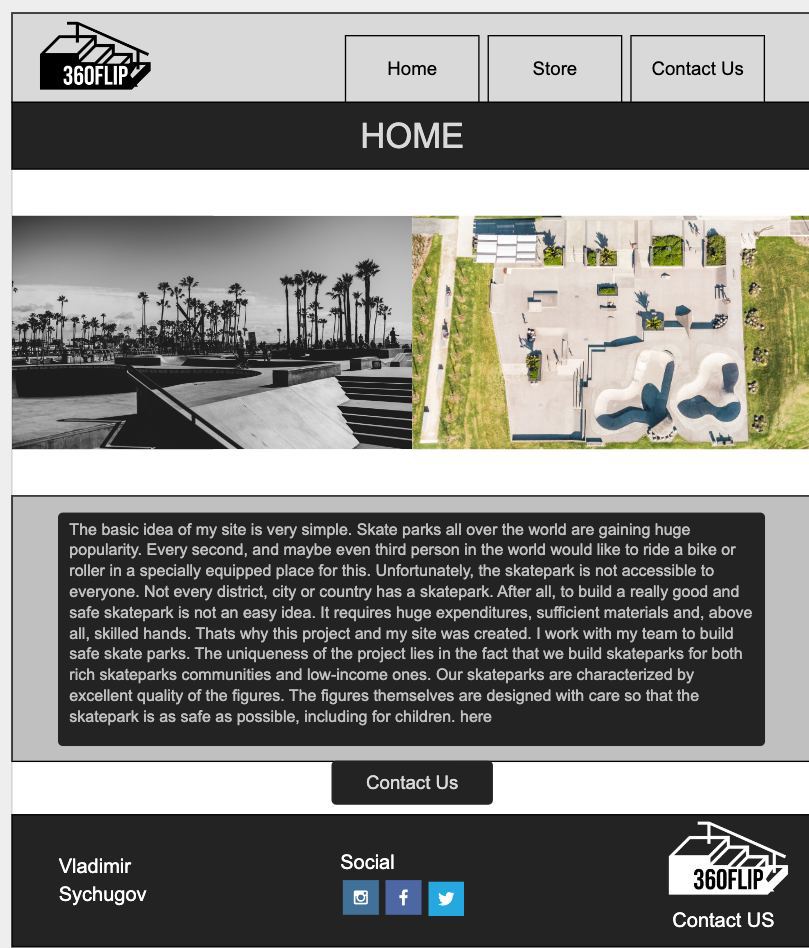 360FLIP
Home
Store
Contact Us
HOME
The basic idea of my site is very simple. Skate parks all over the world are gaining huge
popularity. Every second, and maybe even third person in the world would like to ride a bike or
roller in a specially equipped place for this. Unfortunately, the skatepark is not accessible to
everyone. Not every district, city or country has a skatepark. After all, to build a really good and
safe skatepark is not an easy idea. It requires huge expenditures, sufficient materials and, above
all, skilled hands. Thats why this project and my site was created. I work with my team to build
safe skate parks. The uniqueness of the project lies in the fact that we build skateparks for both
rich skateparks communities and low-income ones. Our skateparks are characterized by
excellent quality of the figures. The figures themselves are designed with care so that the
skatepark is as safe as possible, including for children. here
Contact Us
Vladimir
Sychugov
Social
360FLIP
Contact US